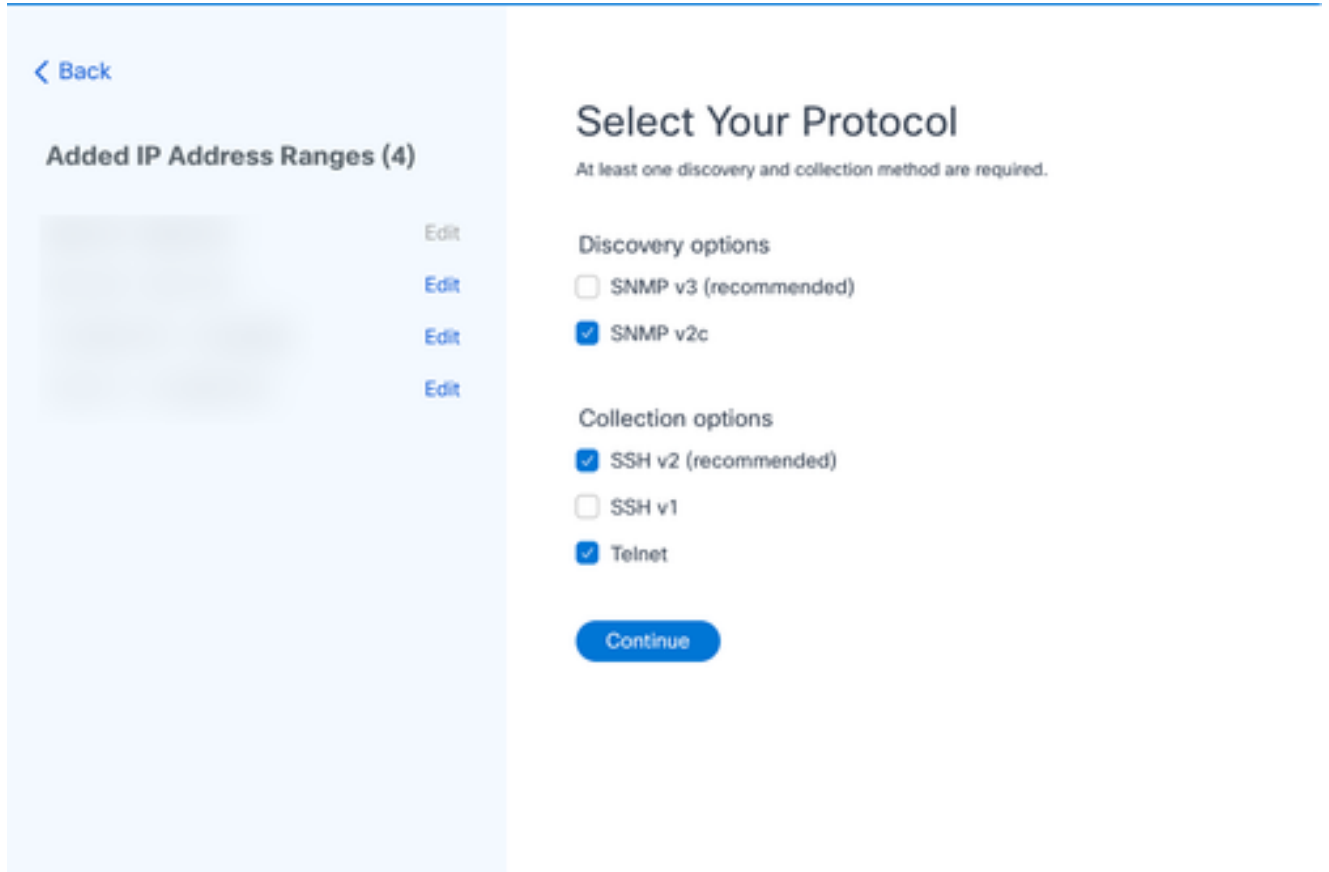 Back
Added IP Address Ranges (4)
Edit
Edit
Edit
Edit
Select Your Protocol
At least one discovery and collection method are required.
Discovery options
SNMP v3 (recommended)
SNMP v2c
Collection options
SSH v2 (recommended)
SSH v1
Telnet
Continue